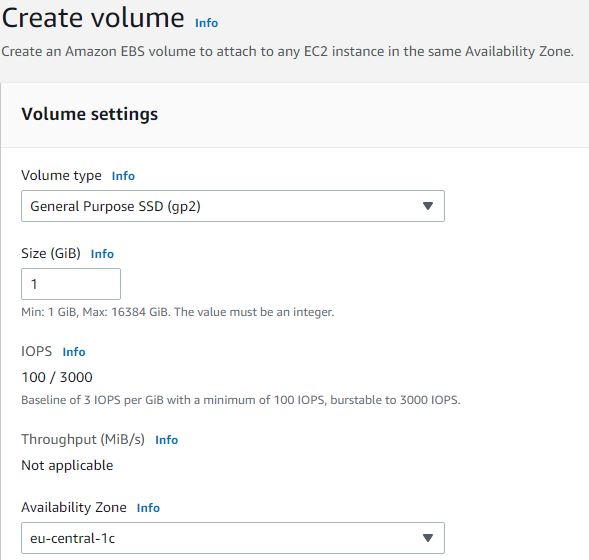 Create volume Info
Create an Amazon EBS volume to attach to any EC2 instance in the same Availability Zone.
Volume settings
Volume type Info
General Purpose SSD (gp2)
Size (GiB) Info
1
Min: 1 GiB, Max: 16384 GiB. The value must be an integer.
IOPS Info
100 / 3000
Baseline of 3 IOPS per GiB with a minimum of 100 IOPS, burstable to 3000 IOPS.
Throughput (MiB/s) Info
Not applicable
Availability Zone Info
eu-central-1c